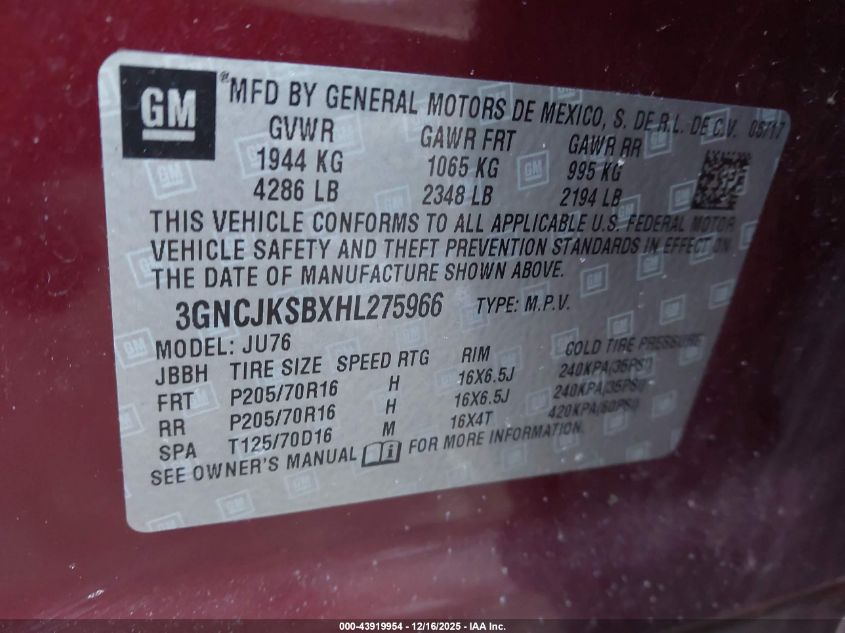 GM
® MFD BY GENERAL MOTORS DE MEXICO, S. DE R.L. DE C.V. 05/17
GVWR GAWR FRT GAWR RR
1944 KG 1065 KG 995 KG
4286 LB 2348 LB 2194 LB
THIS VEHICLE CONFORMS TO ALL APPLICABLE U.S. FEDERAL MOTOR
VEHICLE SAFETY AND THEFT PREVENTION STANDARDS IN EFFECT ON
THE DATE OF MANUFACTURE SHOWN ABOVE.
3GNCJKSBXHL275966 TYPE: M.P.V.
MODEL: JU76
JBBH TIRE SIZE SPEED RTG RIM COLD TIRE PRESSURE
FRT P205/70R16 H 16X6.5J 240KPA(35PSI)
RR P205/70R16 H 16X6.5J 240KPA(35PSI)
SPA T125/70D16 M 16X4T 420KPA(60PSI)
SEE OWNER'S MANUAL i FOR MORE INFORMATION.
000-43919954 - 12/16/2025 - IAA Inc.